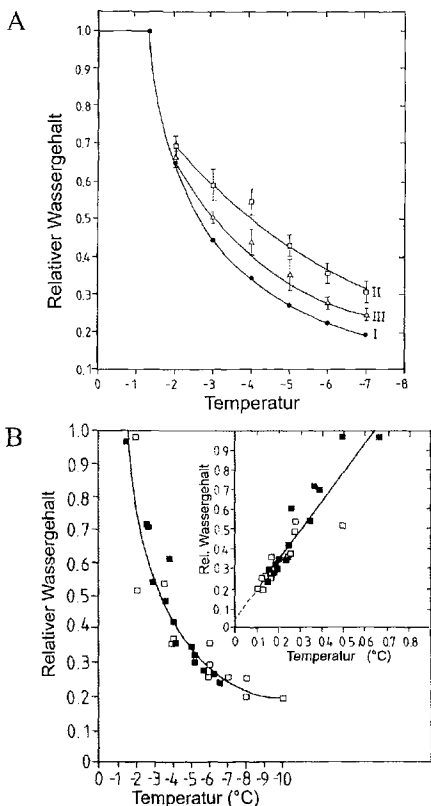 A
Relativer Wassergehalt
1.0
0.9
0.8
0.7
0.6
0.5
0.4
0.3
0.2
0.1
II
III
I
0 -1 -2 -3 -4 -5 -6 -7 -8
Temperatur
B
Relativer Wassergehalt
1.0
0.9
0.8
0.7
0.6
0.5
0.4
0.3
0.2
0.1
0
Rel. Wassergehalt
1.0
0.9
0.8
0.7
0.6
0.5
0.4
0.3
0.2
0.1
0
0 0.1 0.2 0.3 0.4 0.5 0.6 0.7 0.8
Temperatur (°C)
0 -1 -2 -3 -4 -5 -6 -7 -8 -9 -10
Temperatur (°C)